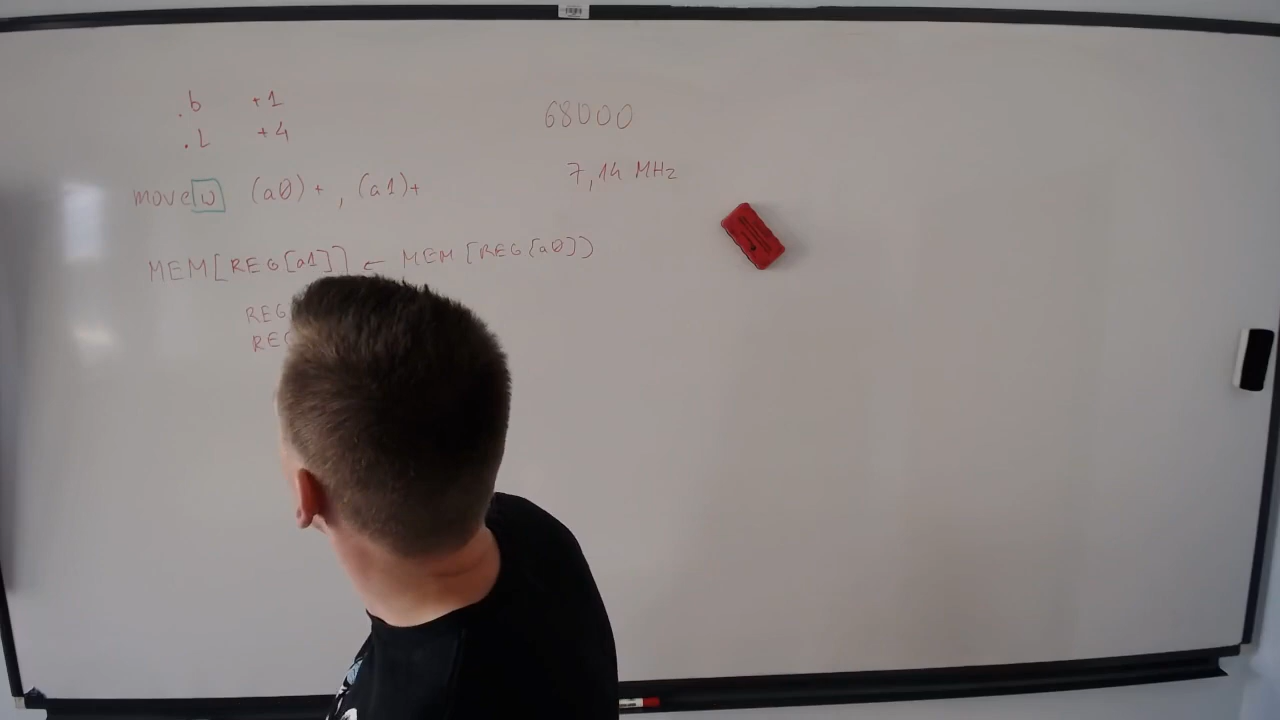 .b +1
.L +4
68000
7,14 MHz
move w (a0)+ , (a1)+
MEM[REG[a1]] ← MEM[REG[a0]]
REG
REG